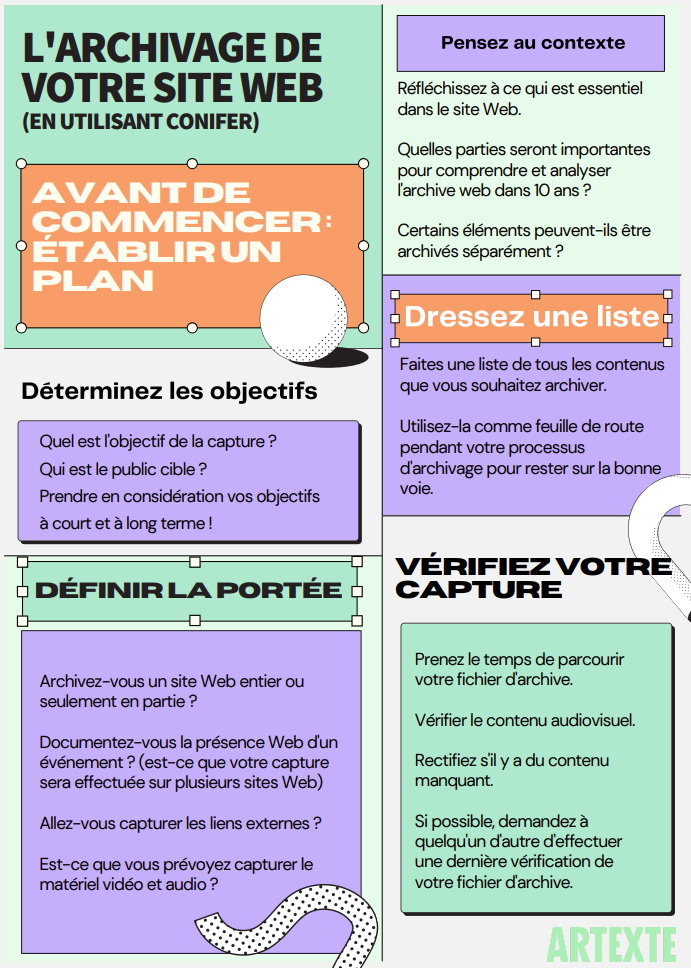 L'ARCHIVAGE DE
VOTRE SITE WEB
(EN UTILISANT CONIFER)
AVANT DE
COMMENCER :
ÉTABLIR UN
PLAN
Déterminez les objectifs
Quel est l'objectif de la capture ?
Qui est le public cible ?
Prendre en considération vos objectifs
à court et à long terme !
DÉFINIR LA PORTÉE
Archivez-vous un site Web entier ou
seulement en partie ?
Documentez-vous la présence Web d'un
événement ? (est-ce que votre capture
sera effectuée sur plusieurs sites Web)
Allez-vous capturer les liens externes ?
Est-ce que vous prévoyez capturer le
matériel vidéo et audio ?
Pensez au contexte
Réfléchissez à ce qui est essentiel
dans le site Web.
Quelles parties seront importantes
pour comprendre et analyser
l'archive web dans 10 ans ?
Certains éléments peuvent-ils être
archivés séparément ?
Dressez une liste
Faites une liste de tous les contenus
que vous souhaitez archiver.
Utilisez-la comme feuille de route
pendant votre processus
d'archivage pour rester sur la bonne
voie.
VÉRIFIEZ VOTRE
CAPTURE
Prenez le temps de parcourir
votre fichier d'archive.
Vérifier le contenu audiovisuel.
Rectifiez s'il y a du contenu
manquant.
Si possible, demandez à
quelqu'un d'autre d'effectuer
une dernière vérification de
votre fichier d'archive.
ARTEXTE